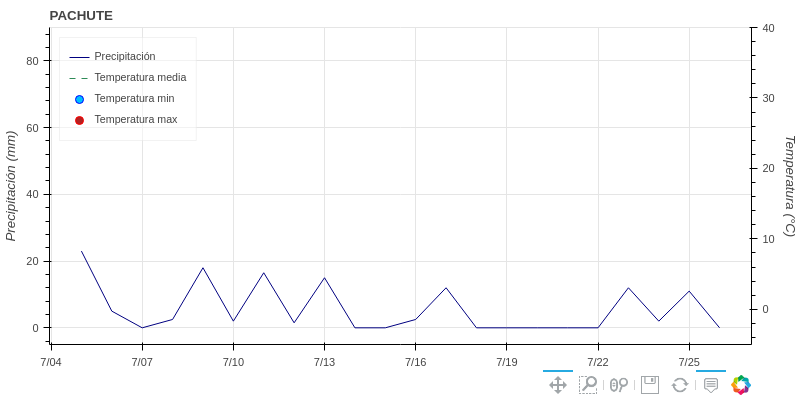 PACHUTE
Precipitación
Temperatura media
Temperatura min
Temperatura max
Precipitación (mm)
80
60
40
20
0
Temperatura (°C)
40
30
20
10
0
7/04 7/07 7/10 7/13 7/16 7/19 7/22 7/25